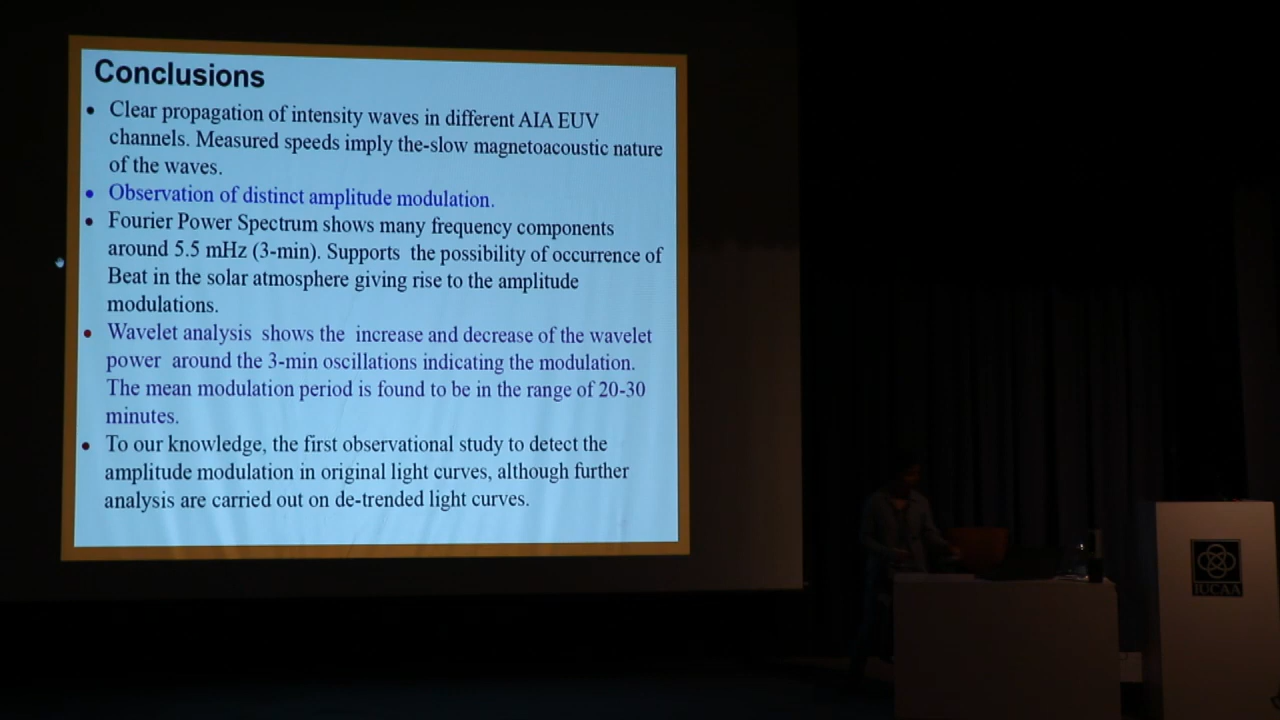 Conclusions
• Clear propagation of intensity waves in different AIA EUV
channels. Measured speeds imply the-slow magnetoacoustic nature
of the waves.
• Observation of distinct amplitude modulation.
• Fourier Power Spectrum shows many frequency components
around 5.5 mHz (3-min). Supports the possibility of occurrence of
Beat in the solar atmosphere giving rise to the amplitude
modulations.
• Wavelet analysis shows the increase and decrease of the wavelet
power around the 3-min oscillations indicating the modulation.
The mean modulation period is found to be in the range of 20-30
minutes.
• To our knowledge, the first observational study to detect the
amplitude modulation in original light curves, although further
analysis are carried out on de-trended light curves.
IUCAA